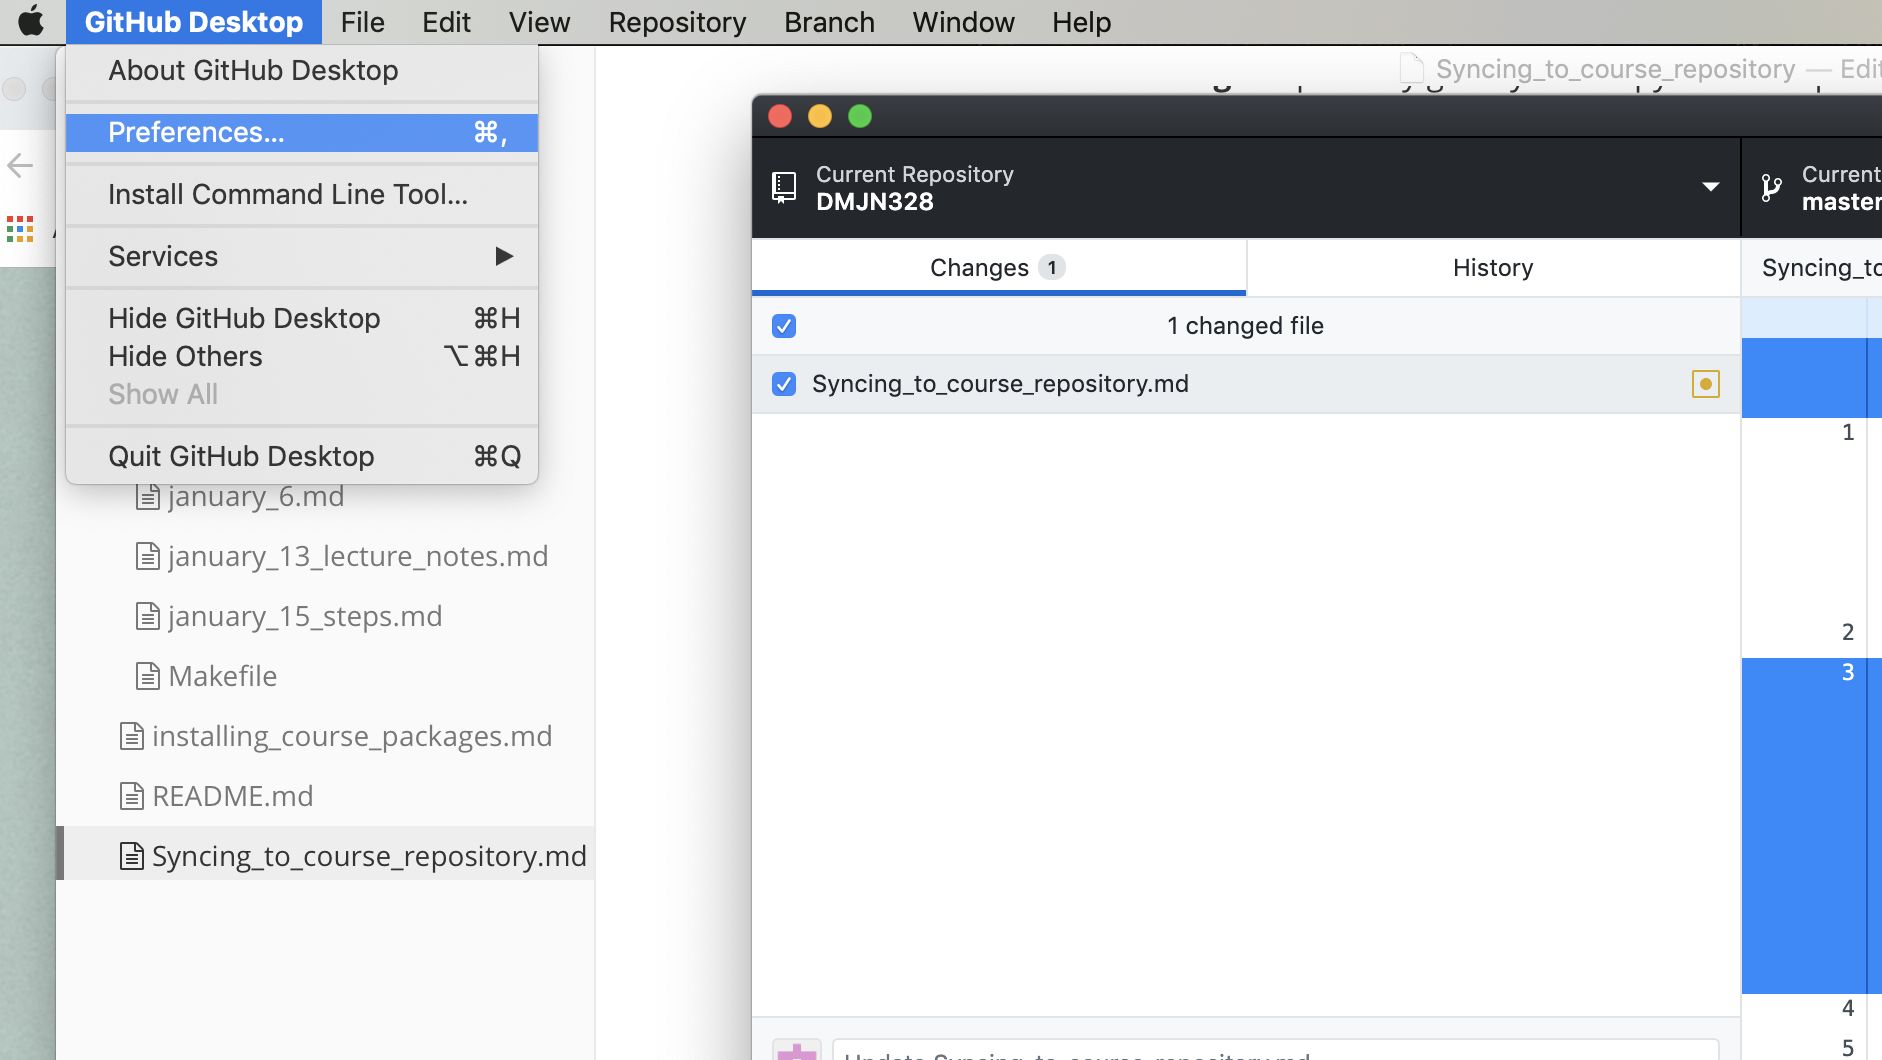 GitHub Desktop File Edit View Repository Branch Window Help
About GitHub Desktop
Preferences... ⌘,
Install Command Line Tool...
Services ▶
Hide GitHub Desktop ⌘H
Hide Others ⌥⌘H
Show All
Quit GitHub Desktop ⌘Q
january_6.md
january_13_lecture_notes.md
january_15_steps.md
Makefile
installing_course_packages.md
README.md
Syncing_to_course_repository.md
Syncing_to_course_repository — Edit
Current Repository
DMJN328
Current
master
Changes 1
History
Syncing_to
1 changed file
Syncing_to_course_repository.md
1
2
3
4
5
Update Syncing_to_course_repository.md